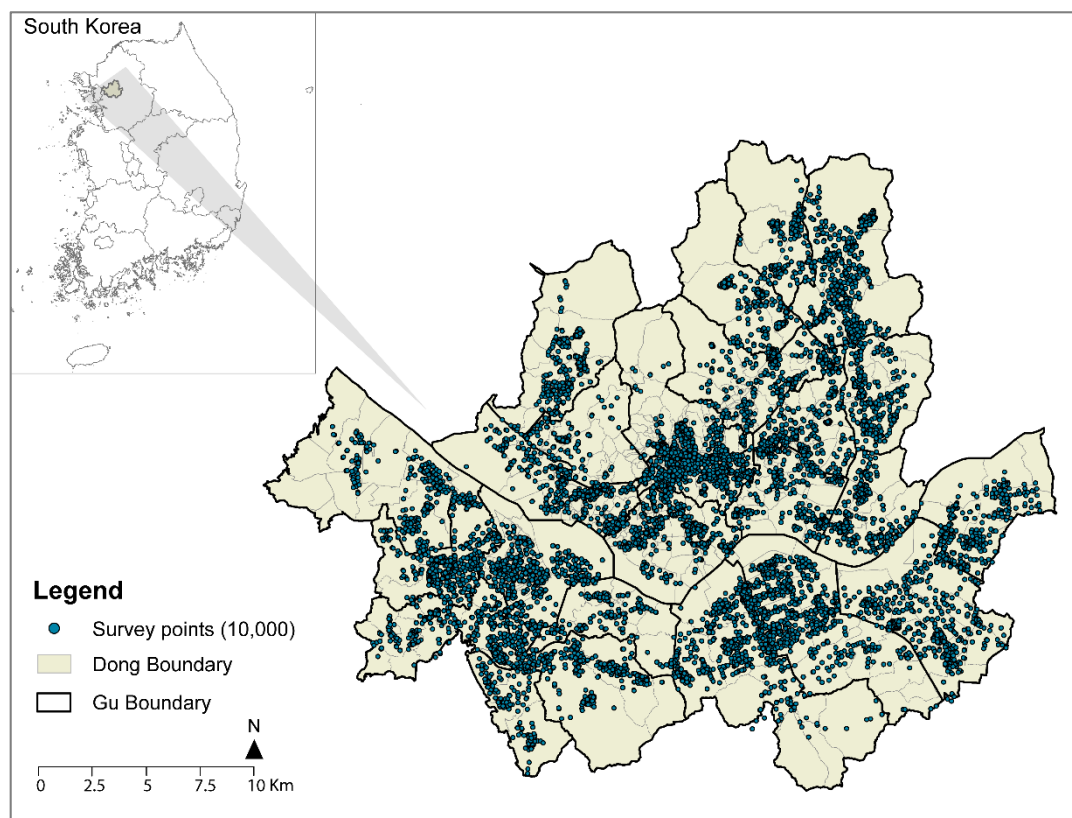 South Korea
Legend
Survey points (10,000)
Dong Boundary
Gu Boundary
N
0 2.5 5 7.5 10 Km